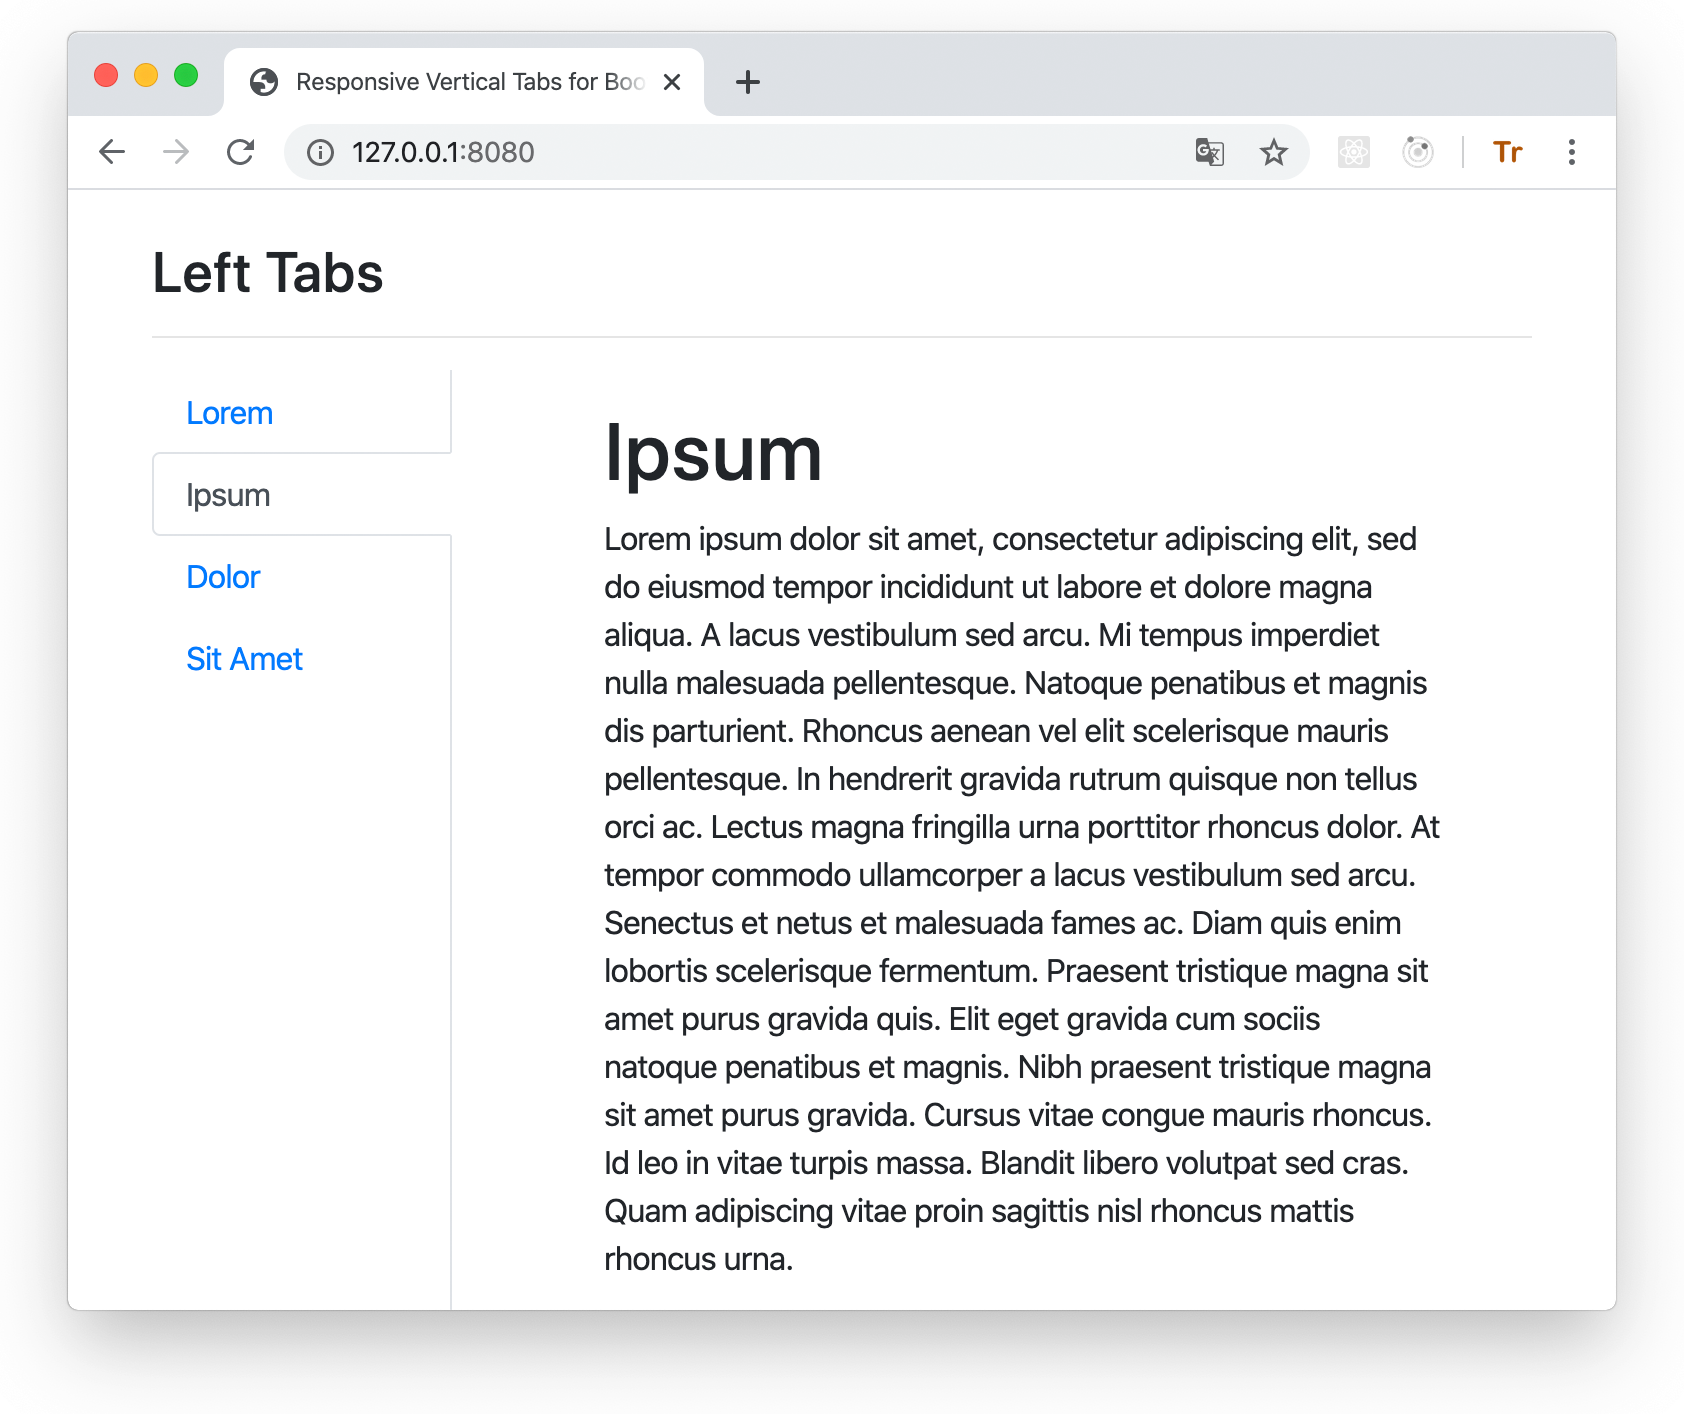 Responsive Vertical Tabs for Boo
127.0.0.1:8080
Tr
Left Tabs
Lorem
Ipsum
Dolor
Sit Amet
Ipsum
Lorem ipsum dolor sit amet, consectetur adipiscing elit, sed
do eiusmod tempor incididunt ut labore et dolore magna
aliqua. A lacus vestibulum sed arcu. Mi tempus imperdiet
nulla malesuada pellentesque. Natoque penatibus et magnis
dis parturient. Rhoncus aenean vel elit scelerisque mauris
pellentesque. In hendrerit gravida rutrum quisque non tellus
orci ac. Lectus magna fringilla urna porttitor rhoncus dolor. At
tempor commodo ullamcorper a lacus vestibulum sed arcu.
Senectus et netus et malesuada fames ac. Diam quis enim
lobortis scelerisque fermentum. Praesent tristique magna sit
amet purus gravida quis. Elit eget gravida cum sociis
natoque penatibus et magnis. Nibh praesent tristique magna
sit amet purus gravida. Cursus vitae congue mauris rhoncus.
Id leo in vitae turpis massa. Blandit libero volutpat sed cras.
Quam adipiscing vitae proin sagittis nisl rhoncus mattis
rhoncus urna.